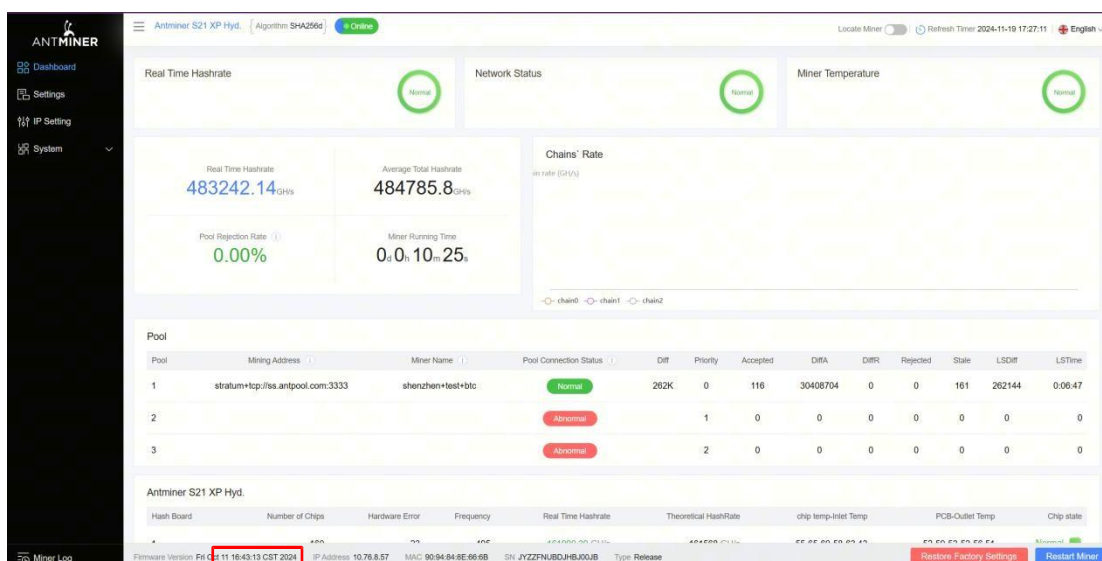 ANTMINER
Antminer S21 XP Hyd. Algorithm SHA256d Online
Locate Miner Refresh Timer 2024-11-19 17:27:11 English
Dashboard
Settings
IP Setting
System
Real Time Hashrate Normal
Network Status Normal
Miner Temperature Normal
Real Time Hashrate
483242.14GH/s
Average Total Hashrate
484785.8GH/s
Pool Rejection Rate
0.00%
Miner Running Time
0d 0h 10m 25s
Chains` Rate
in rate (GH/s)
chain0 chain1 chain2
Pool
Pool Mining Address Miner Name Pool Connection Status Diff Priority Accepted DiffA DiffR Rejected Stale LSDiff LSTime
1 stratum+tcp://ss.antpool.com:3333 shenzhen+test+btc Normal 262K 0 116 30408704 0 0 161 262144 0:06:47
2 Abnormal 1 0 0 0 0 0 0 0
3 Abnormal 2 0 0 0 0 0 0 0
Antminer S21 XP Hyd.
Hash Board Number of Chips Hardware Error Frequency Real Time Hashrate Theoretical HashRate chip temp-Inlet Temp PCB-Outlet Temp Chip state
Miner Log
Firmware Version Fri Oct 11 16:43:13 CST 2024 IP Address 10.76.8.57 MAC 90:94:84:8E:66:6B SN JYZZFNUBDJHBJ00JB Type Release
Restore Factory Settings
Restart Miner